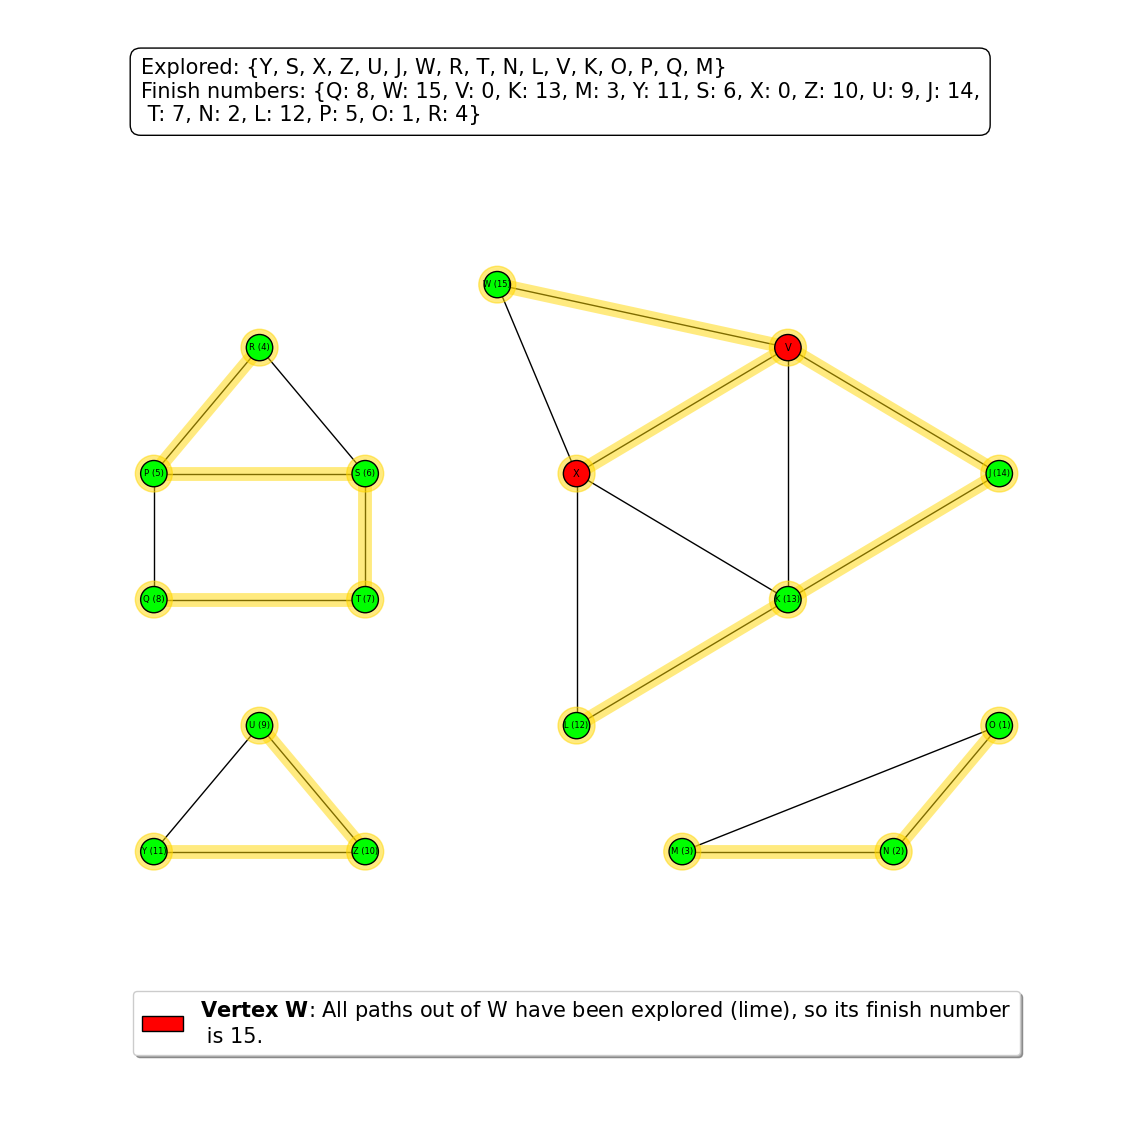 Explored: {Y, S, X, Z, U, J, W, R, T, N, L, V, K, O, P, Q, M}
Finish numbers: {Q: 8, W: 15, V: 0, K: 13, M: 3, Y: 11, S: 6, X: 0, Z: 10, U: 9, J: 14,
T: 7, N: 2, L: 12, P: 5, O: 1, R: 4}
W (15)
R (4)
V
P (5)
S (6)
X
J (14)
Q (8)
T (7)
K (13)
U (9)
L (12)
O (1)
Y (11)
Z (10)
M (3)
N (2)
Vertex W: All paths out of W have been explored (lime), so its finish number
is 15.